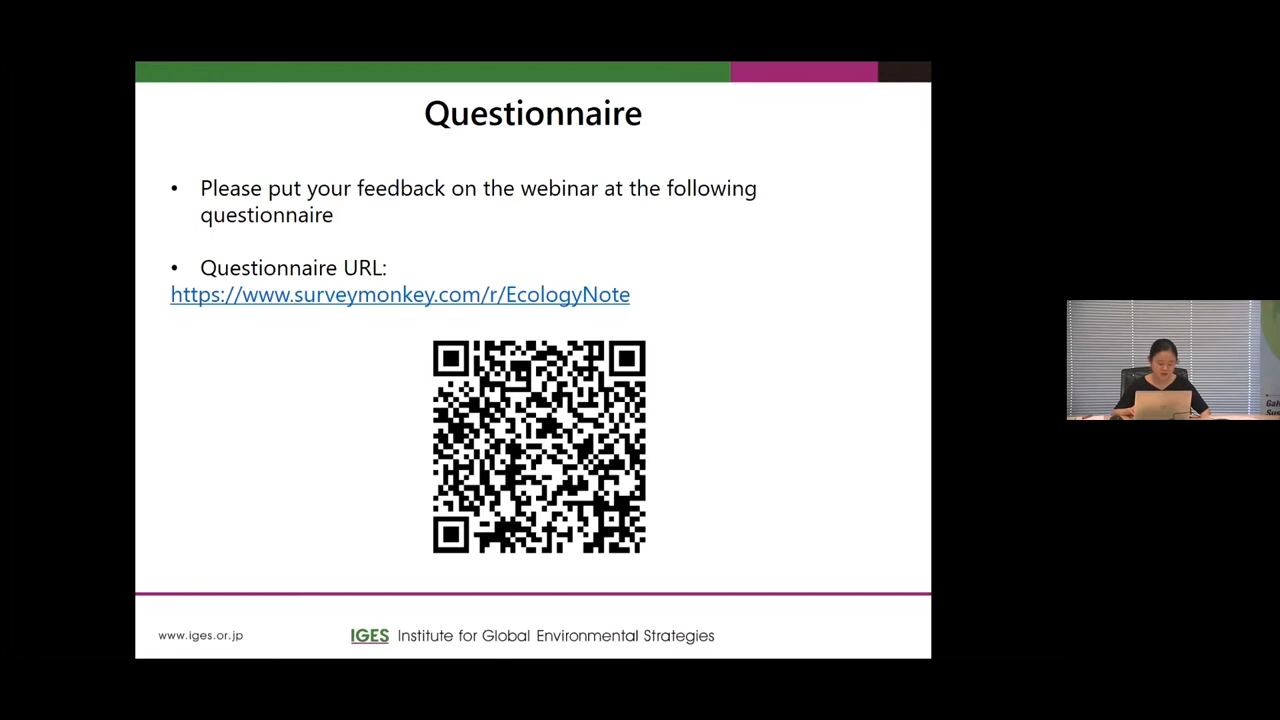 Questionnaire
• Please put your feedback on the webinar at the following
questionnaire
• Questionnaire URL:
https://www.surveymonkey.com/r/EcologyNote
www.iges.or.jp
IGES Institute for Global Environmental Strategies